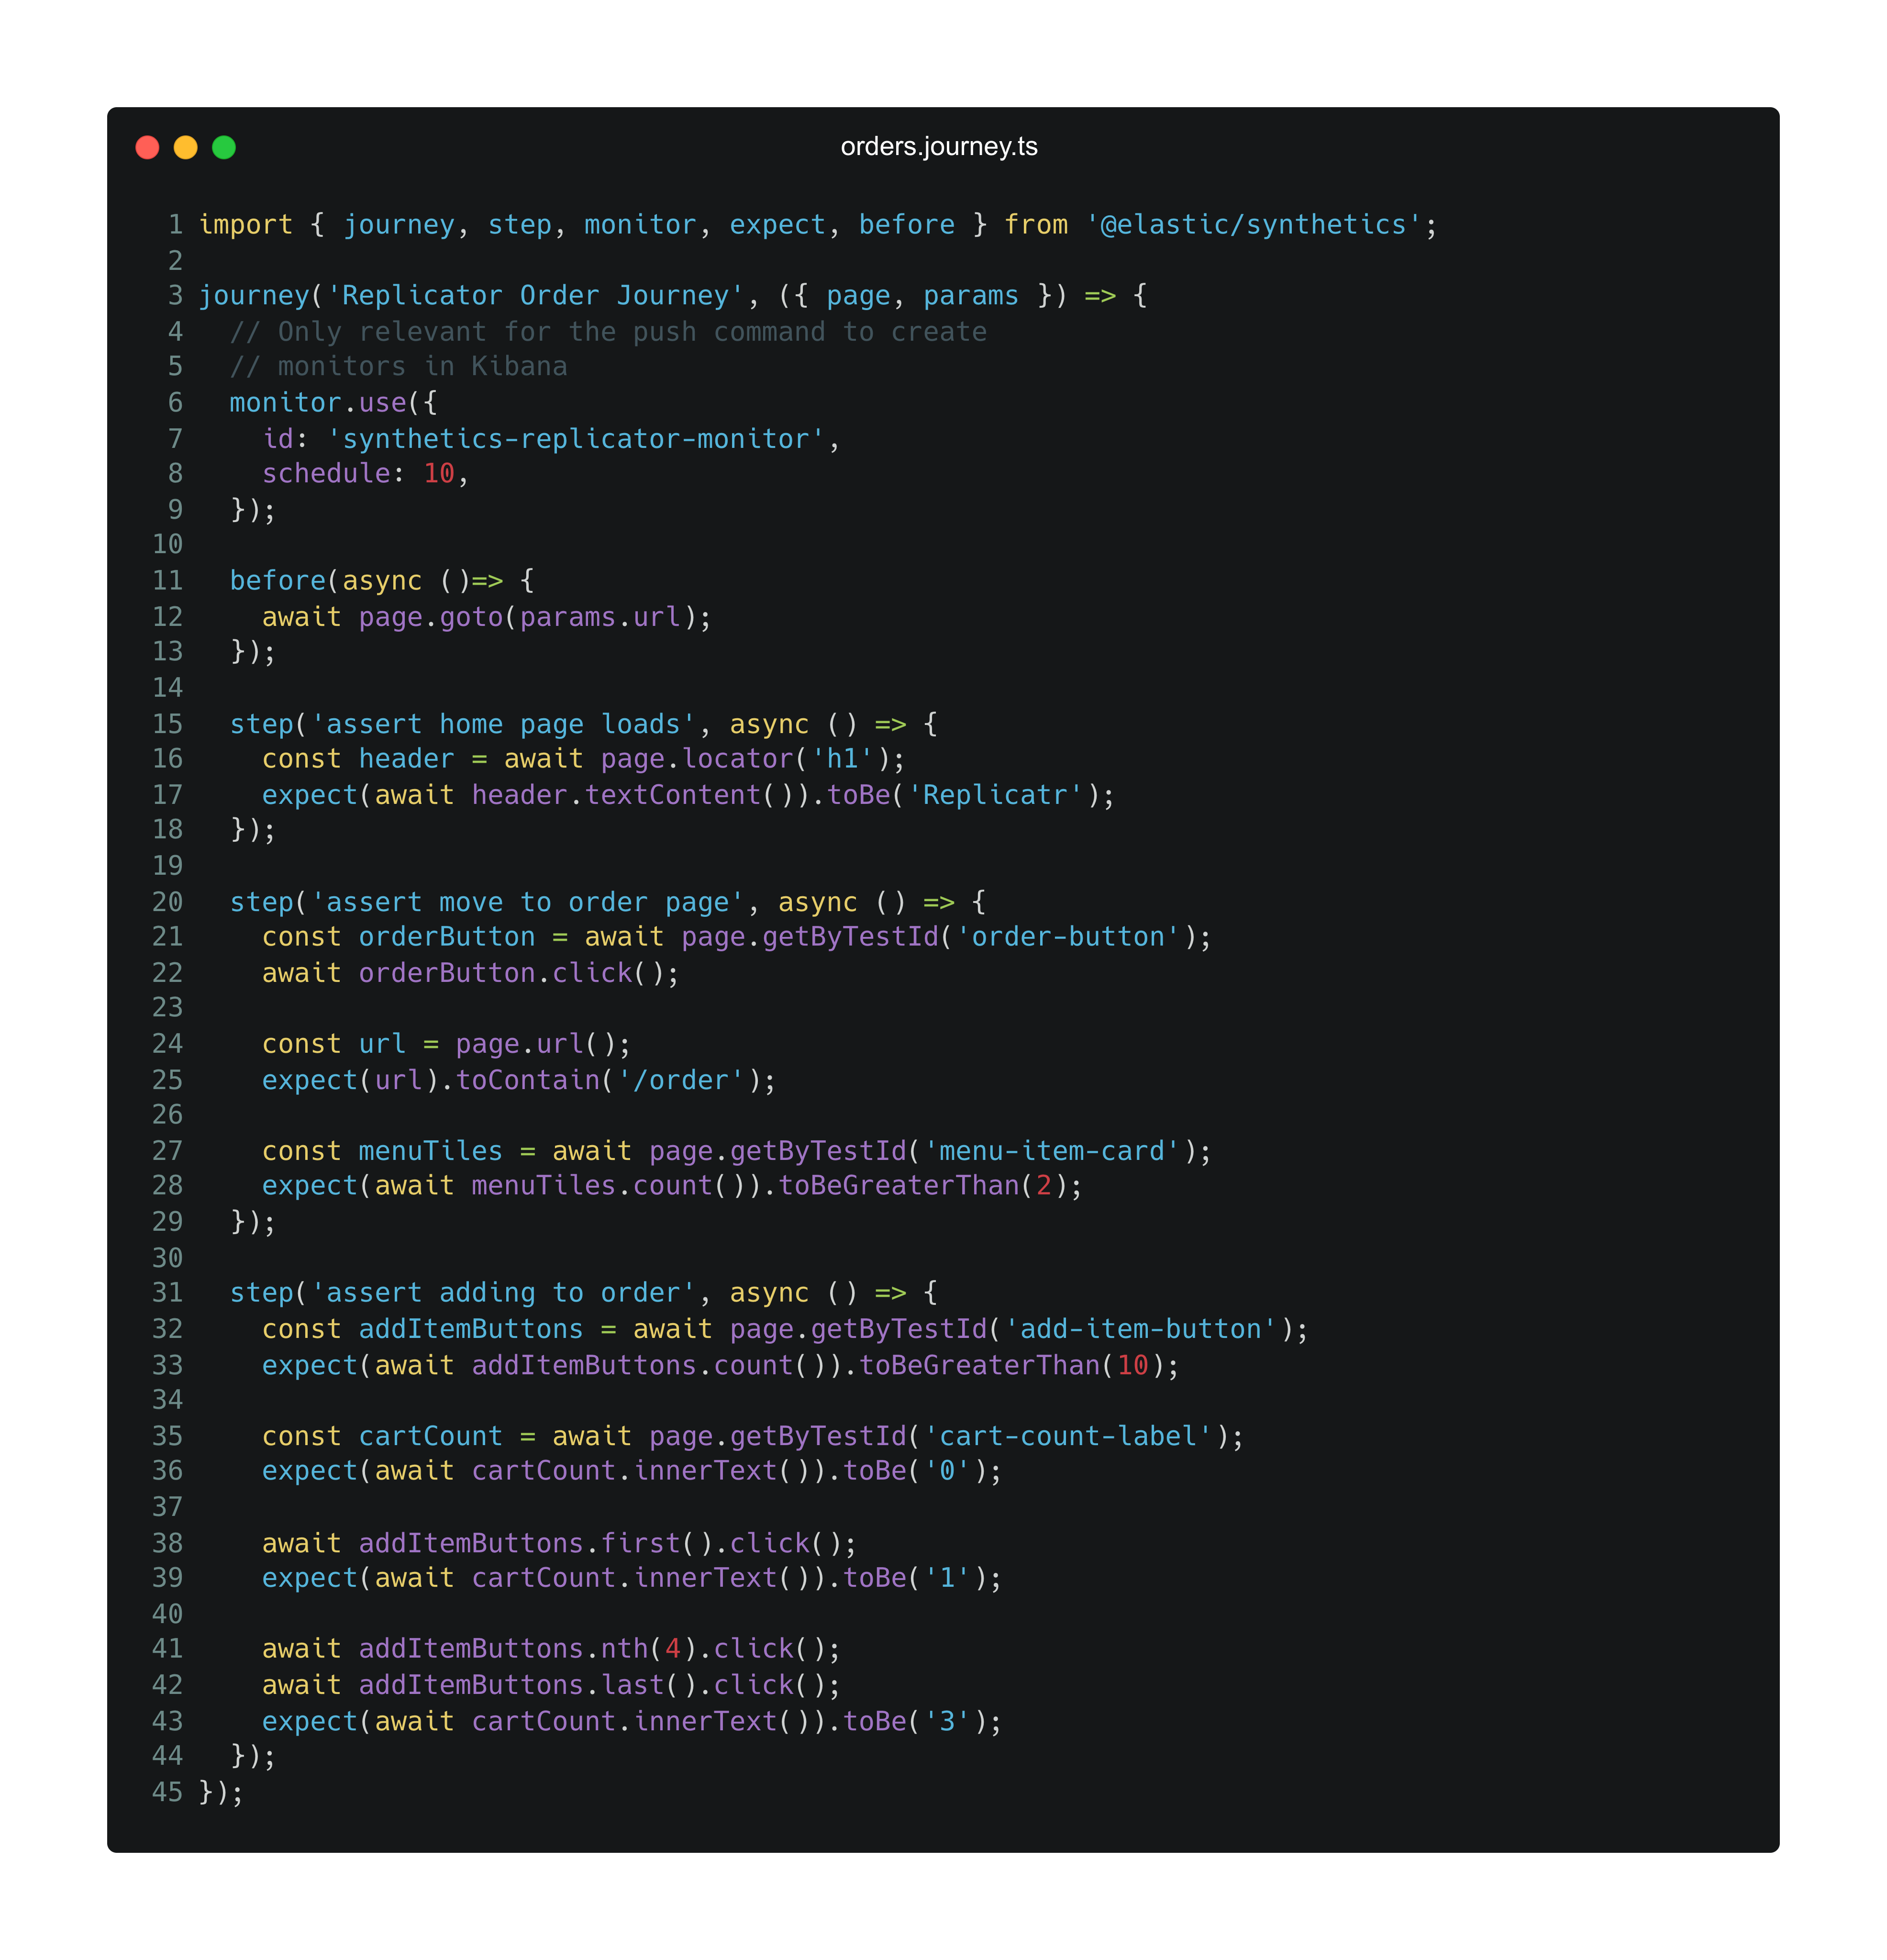 orders.journey.ts
1 import { journey, step, monitor, expect, before } from '@elastic/synthetics';
2
3 journey('Replicator Order Journey', ({ page, params }) => {
4   // Only relevant for the push command to create
5   // monitors in Kibana
6   monitor.use({
7     id: 'synthetics-replicator-monitor',
8     schedule: 10,
9   });
10
11   before(async ()=> {
12     await page.goto(params.url);
13   });
14
15   step('assert home page loads', async () => {
16     const header = await page.locator('h1');
17     expect(await header.textContent()).toBe('Replicatr');
18   });
19
20   step('assert move to order page', async () => {
21     const orderButton = await page.getByTestId('order-button');
22     await orderButton.click();
23
24     const url = page.url();
25     expect(url).toContain('/order');
26
27     const menuTiles = await page.getByTestId('menu-item-card');
28     expect(await menuTiles.count()).toBeGreaterThan(2);
29   });
30
31   step('assert adding to order', async () => {
32     const addItemButtons = await page.getByTestId('add-item-button');
33     expect(await addItemButtons.count()).toBeGreaterThan(10);
34
35     const cartCount = await page.getByTestId('cart-count-label');
36     expect(await cartCount.innerText()).toBe('0');
37
38     await addItemButtons.first().click();
39     expect(await cartCount.innerText()).toBe('1');
40
41     await addItemButtons.nth(4).click();
42     await addItemButtons.last().click();
43     expect(await cartCount.innerText()).toBe('3');
44   });
45 });